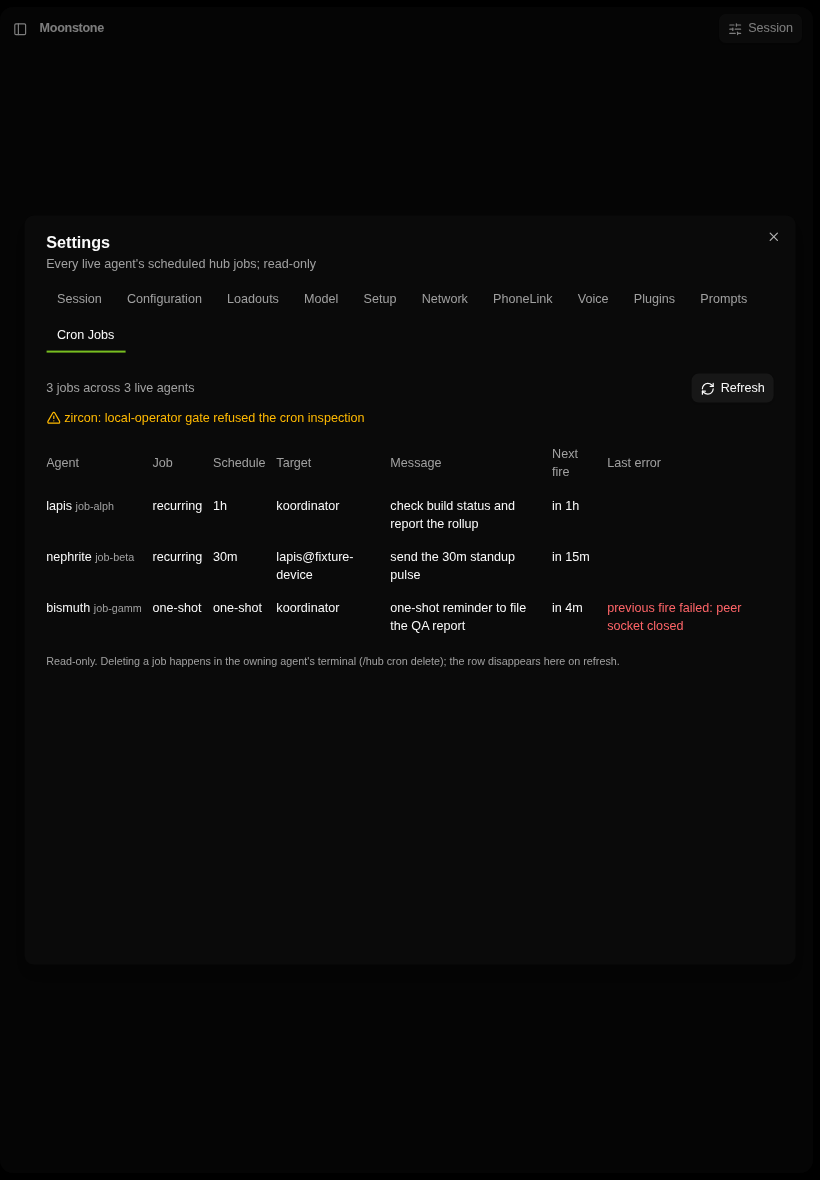 Moonstone
Session
Settings
Every live agent's scheduled hub jobs; read-only
Session Configuration Loadouts Model Setup Network PhoneLink Voice Plugins Prompts
Cron Jobs
3 jobs across 3 live agents
Refresh
zircon: local-operator gate refused the cron inspection
Agent Job Schedule Target Message Next fire Last error
lapis job-alph recurring 1h koordinator check build status and report the rollup in 1h
nephrite job-beta recurring 30m lapis@fixture-device send the 30m standup pulse in 15m
bismuth job-gamm one-shot one-shot koordinator one-shot reminder to file the QA report in 4m previous fire failed: peer socket closed
Read-only. Deleting a job happens in the owning agent's terminal (/hub cron delete); the row disappears here on refresh.